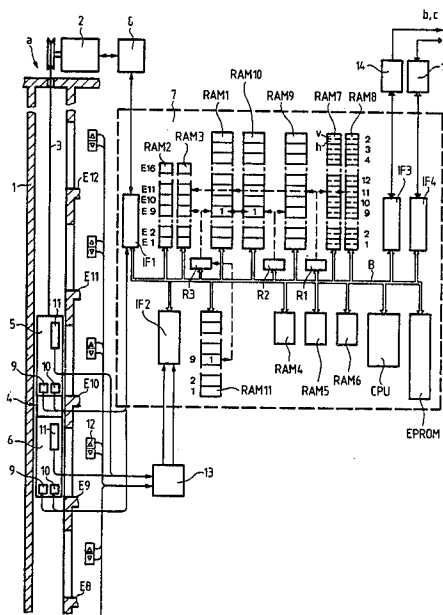 a
2
8
b,c
14
7
RAM1
RAM10
RAM9
RAM7
RAM8
RAM2
RAM3
v
h
2
3
4
1
3
E12
E16
E11
E10
E9
E2
E1
1
1
12
11
10
9
2
1
IF1
IF3
IF4
R3
R2
R1
B
E11
5
11
IF2
9
1
2
1
RAM11
RAM4
RAM5
RAM6
CPU
EPROM
9
10
E10
4
6
11
12
9
10
E9
13
E8